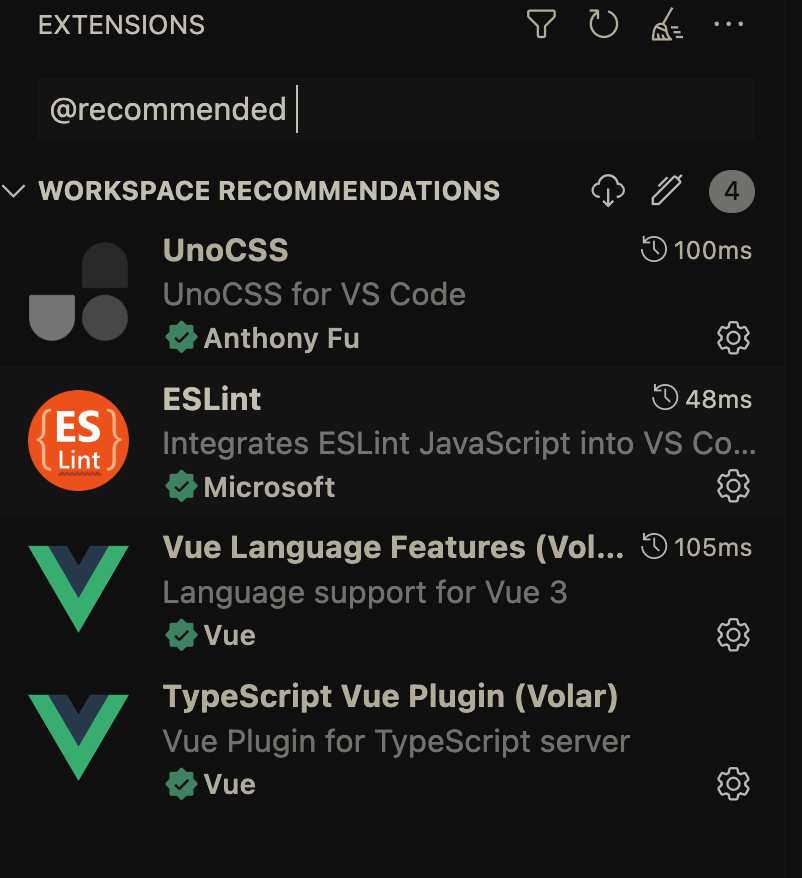 EXTENSIONS
@recommended
WORKSPACE RECOMMENDATIONS 4
UnoCSS 100ms
UnoCSS for VS Code
Anthony Fu
ES
Lint
ESLint 48ms
Integrates ESLint JavaScript into VS Co...
Microsoft
Vue Language Features (Vol... 105ms
Language support for Vue 3
Vue
TypeScript Vue Plugin (Volar)
Vue Plugin for TypeScript server
Vue